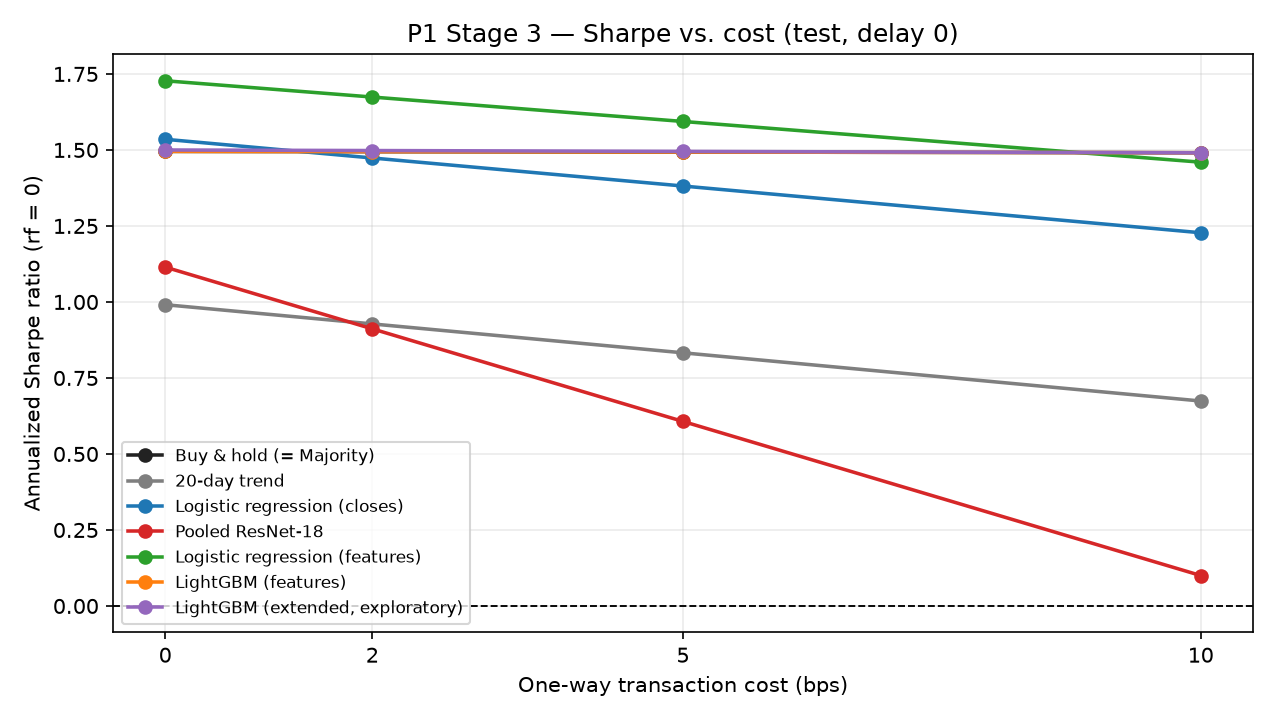 P1 Stage 3 — Sharpe vs. cost (test, delay 0)
Annualized Sharpe ratio (rf = 0)
1.75
1.50
1.25
1.00
0.75
0.50
0.25
0.00
Buy & hold (= Majority)
20-day trend
Logistic regression (closes)
Pooled ResNet-18
Logistic regression (features)
LightGBM (features)
LightGBM (extended, exploratory)
0 2 5 10
One-way transaction cost (bps)